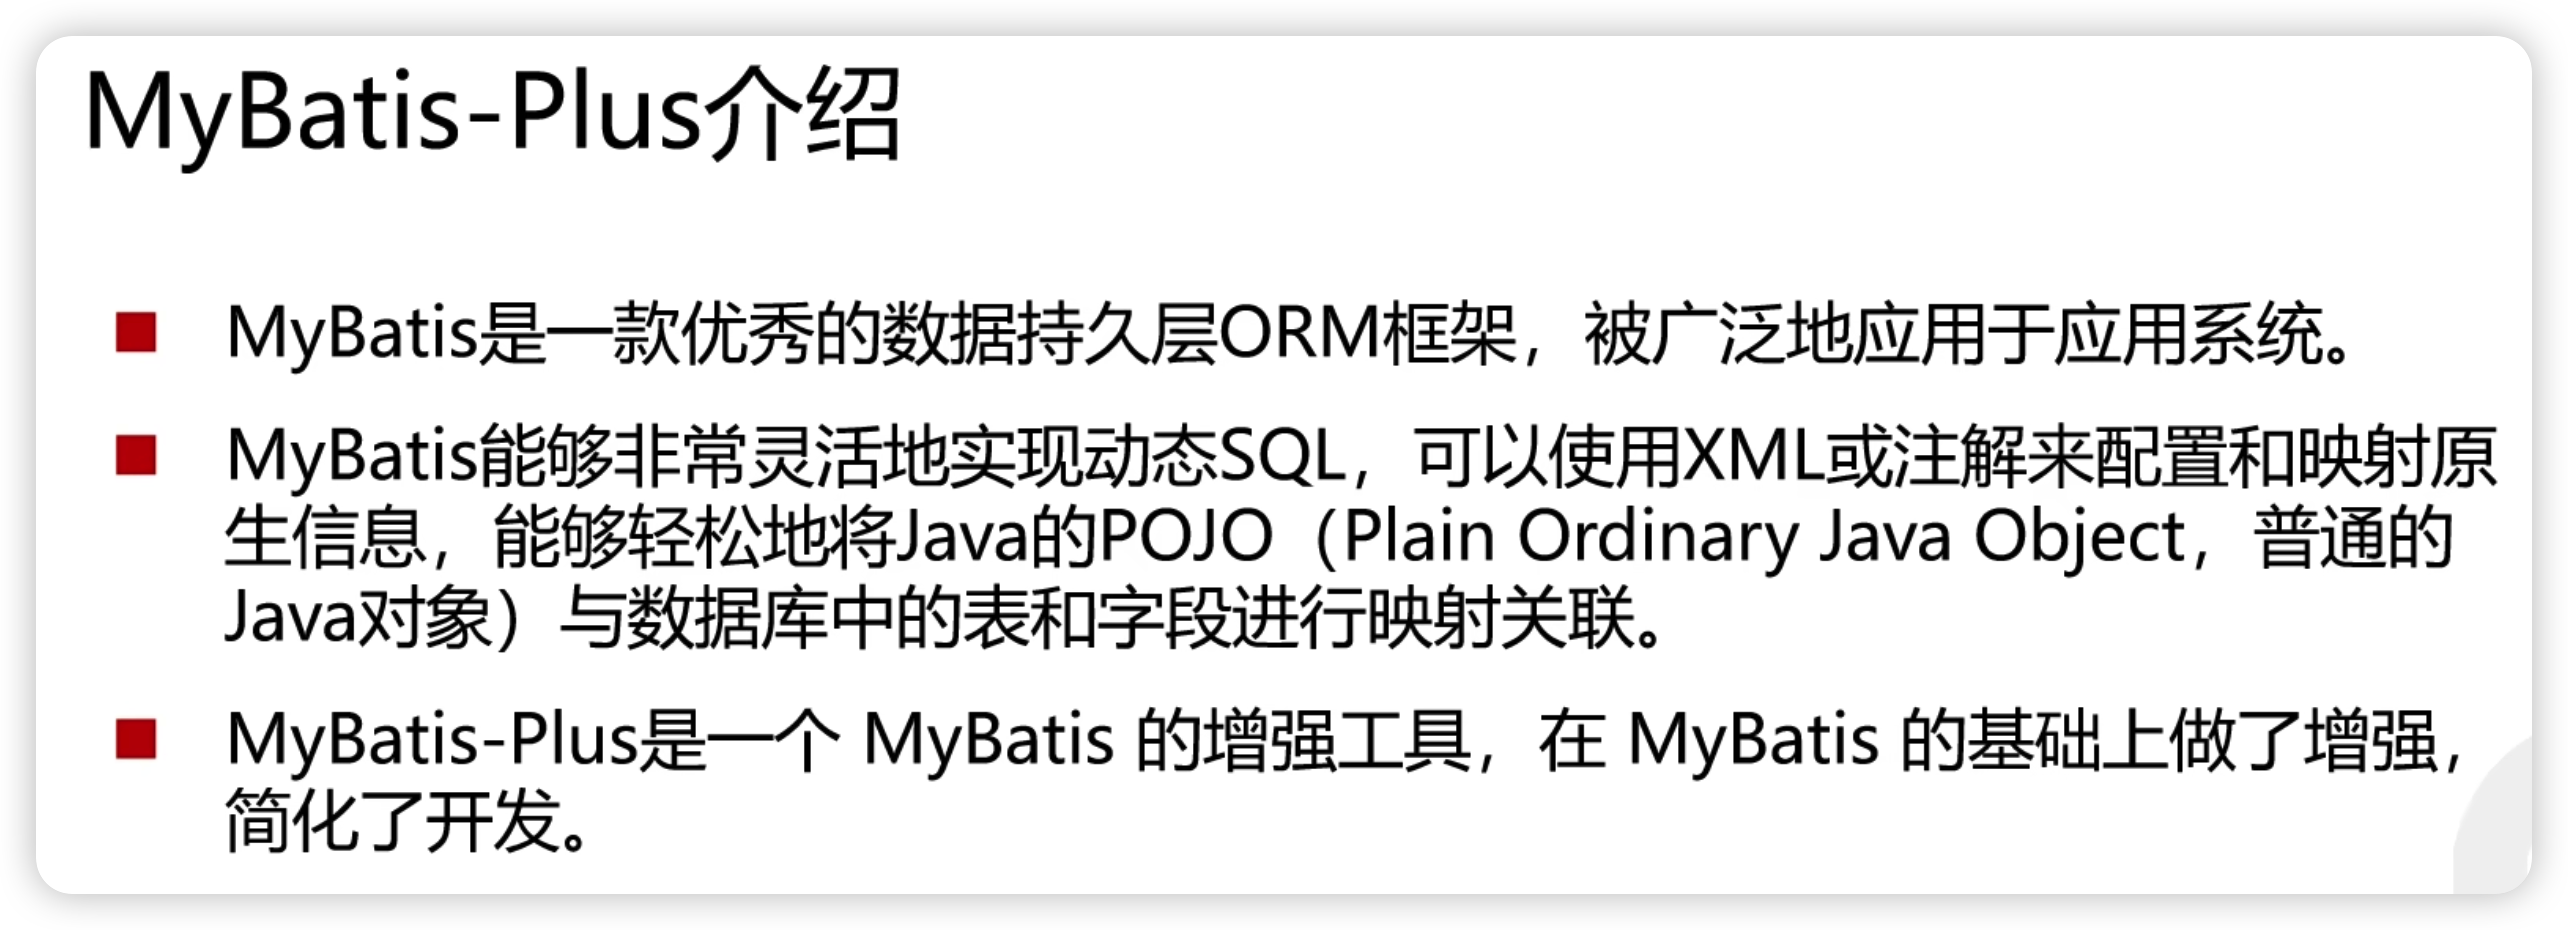 MyBatis-Plus介绍
MyBatis是一款优秀的数据持久层ORM框架，被广泛地应用于应用系统。
MyBatis能够非常灵活地实现动态SQL，可以使用XML或注解来配置和映射原
生信息，能够轻松地将Java的POJO（Plain Ordinary Java Object，普通的
Java对象）与数据库中的表和字段进行映射关联。
MyBatis-Plus是一个 MyBatis 的增强工具，在 MyBatis 的基础上做了增强，
简化了开发。